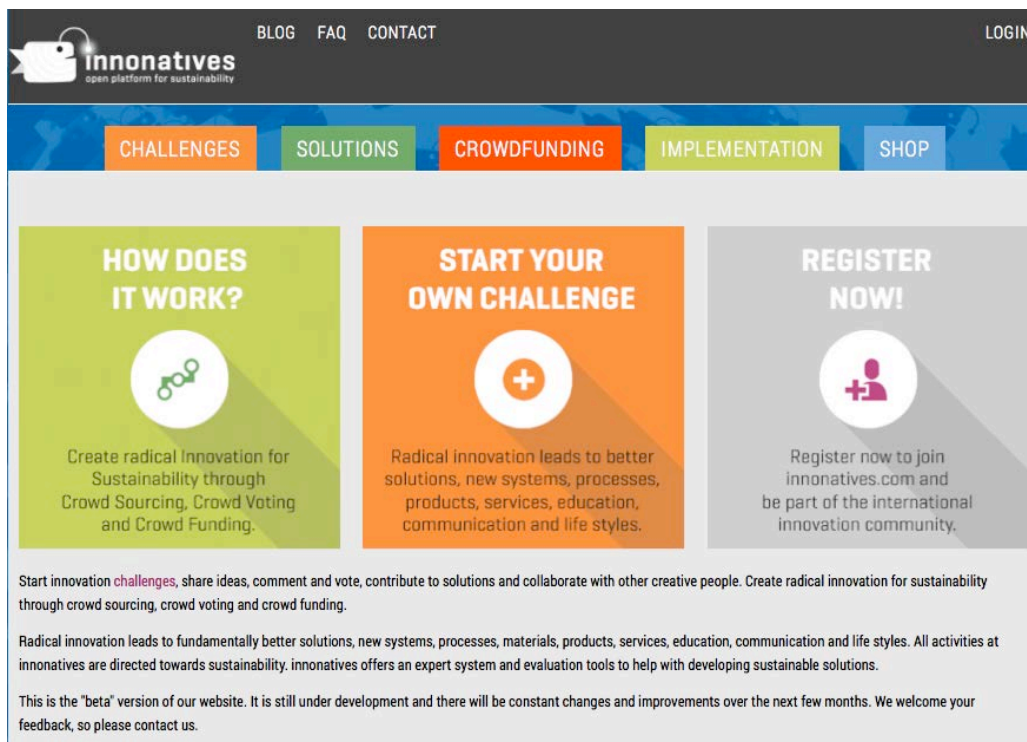 BLOG FAQ CONTACT LOGIN
innonatives
open platform for sustainability
CHALLENGES SOLUTIONS CROWDFUNDING IMPLEMENTATION SHOP
HOW DOES
IT WORK?
Create radical Innovation for
Sustainability through
Crowd Sourcing, Crowd Voting
and Crowd Funding.
START YOUR
OWN CHALLENGE
Radical innovation leads to better
solutions, new systems, processes,
products, services, education,
communication and life styles.
REGISTER
NOW!
Register now to join
innonatives.com and
be part of the international
innovation community.
Start innovation challenges, share ideas, comment and vote, contribute to solutions and collaborate with other creative people. Create radical innovation for sustainability
through crowd sourcing, crowd voting and crowd funding.
Radical innovation leads to fundamentally better solutions, new systems, processes, materials, products, services, education, communication and life styles. All activities at
innonatives are directed towards sustainability. innonatives offers an expert system and evaluation tools to help with developing sustainable solutions.
This is the "beta" version of our website. It is still under development and there will be constant changes and improvements over the next few months. We welcome your
feedback, so please contact us.